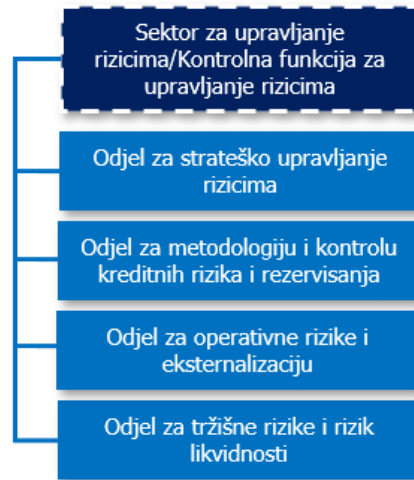 Sektor za upravljanje
rizicima/Kontrolna funkcija za
upravljanje rizicima
Odjel za strateško upravljanje
rizicima
Odjel za metodologiju i kontrolu
kreditnih rizika i rezervisanja
Odjel za operativne rizike i
eksternalizaciju
Odjel za tržišne rizike i rizik
likvidnosti